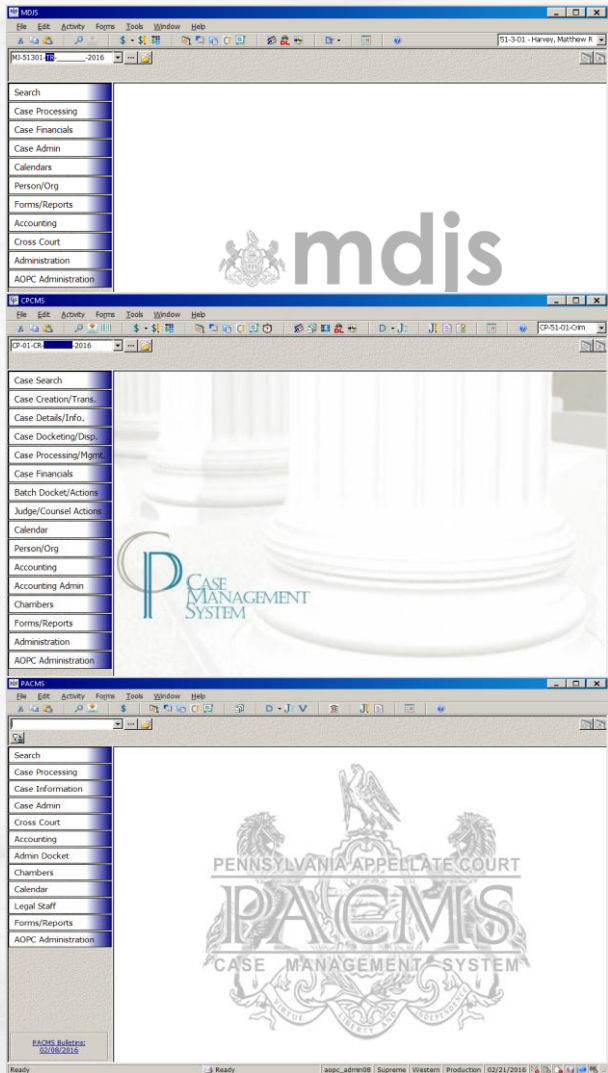 MDJS
File Edit Activity Forms Tools Window Help
51-3-01 - Harvey, Matthew R
MJ-51301-TR-_______-2016
Search
Case Processing
Case Financials
Case Admin
Calendars
Person/Org
Forms/Reports
Accounting
Cross Court
Administration
AOPC Administration
mdjs
CPCMS
File Edit Activity Forms Tools Window Help
CP-51-01-Crim
CP-01-CR- -2016
Case Search
Case Creation/Trans.
Case Details/Info.
Case Docketing/Disp.
Case Processing/Mgmt.
Case Financials
Batch Docket/Actions
Judge/Counsel Actions
Calendar
Person/Org
Accounting
Accounting Admin
Chambers
Forms/Reports
Administration
AOPC Administration
CP CASE
MANAGEMENT
SYSTEM
PACMS
File Edit Activity Forms Tools Window Help
Search
Case Processing
Case Information
Case Admin
Cross Court
Accounting
Admin Docket
Chambers
Calendar
Legal Staff
Forms/Reports
AOPC Administration
PENNSYLVANIA APPELLATE COURT
PACMS
CASE MANAGEMENT SYSTEM
VIRTUE LIBERTY AND INDEPENDENCE
PACMS Bulletins:
02/08/2016
Ready Ready aopc_admin08 Supreme Western Production 02/21/2016